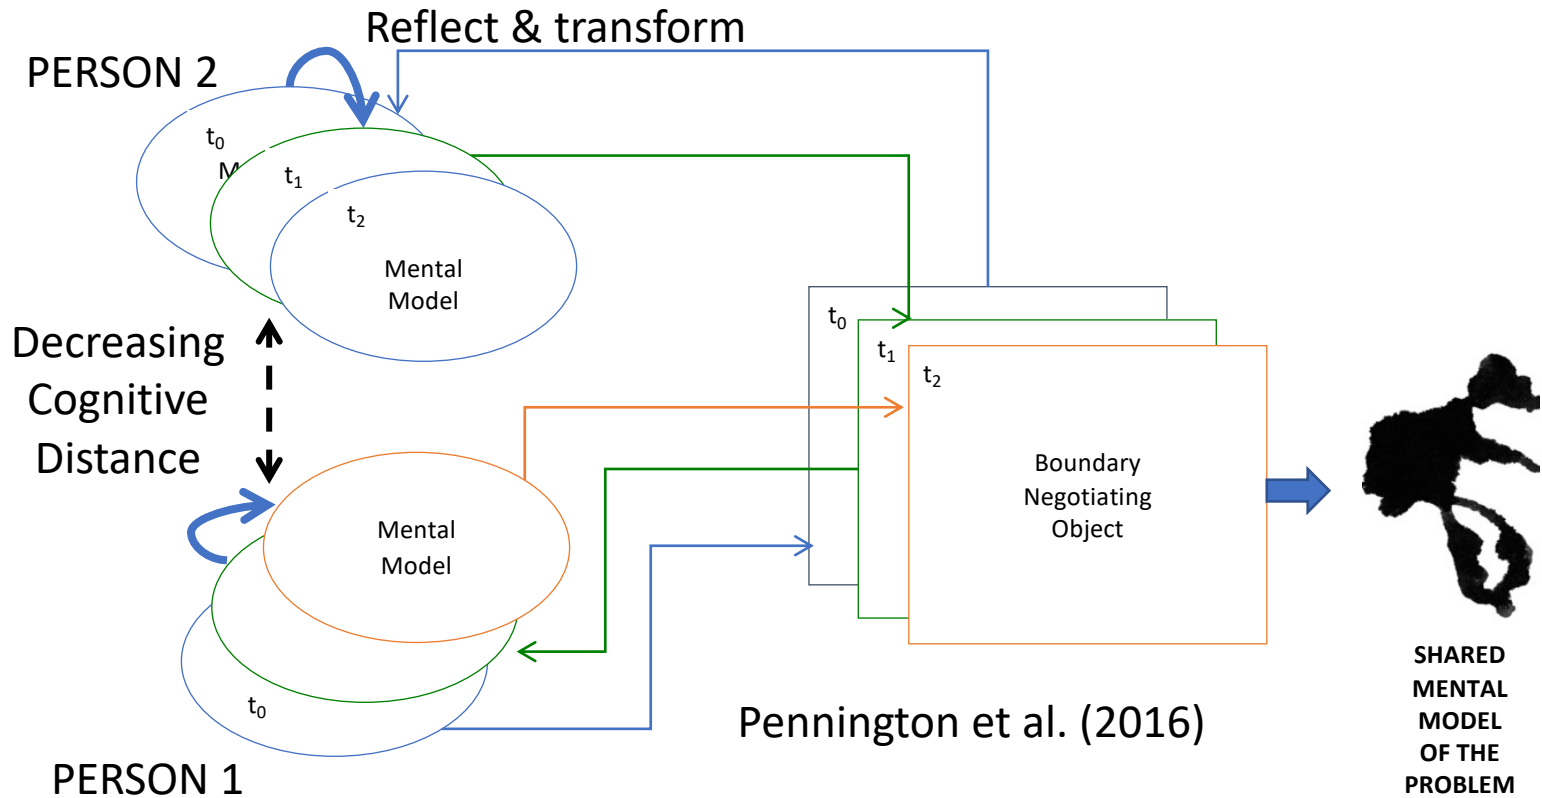 Reflect & transform
PERSON 2
t₀
M
t₁
t₂
Mental
Model
Decreasing
Cognitive
Distance
Mental
Model
t₀
PERSON 1
t₀
t₁
t₂
Boundary
Negotiating
Object
Pennington et al. (2016)
SHARED
MENTAL
MODEL
OF THE
PROBLEM